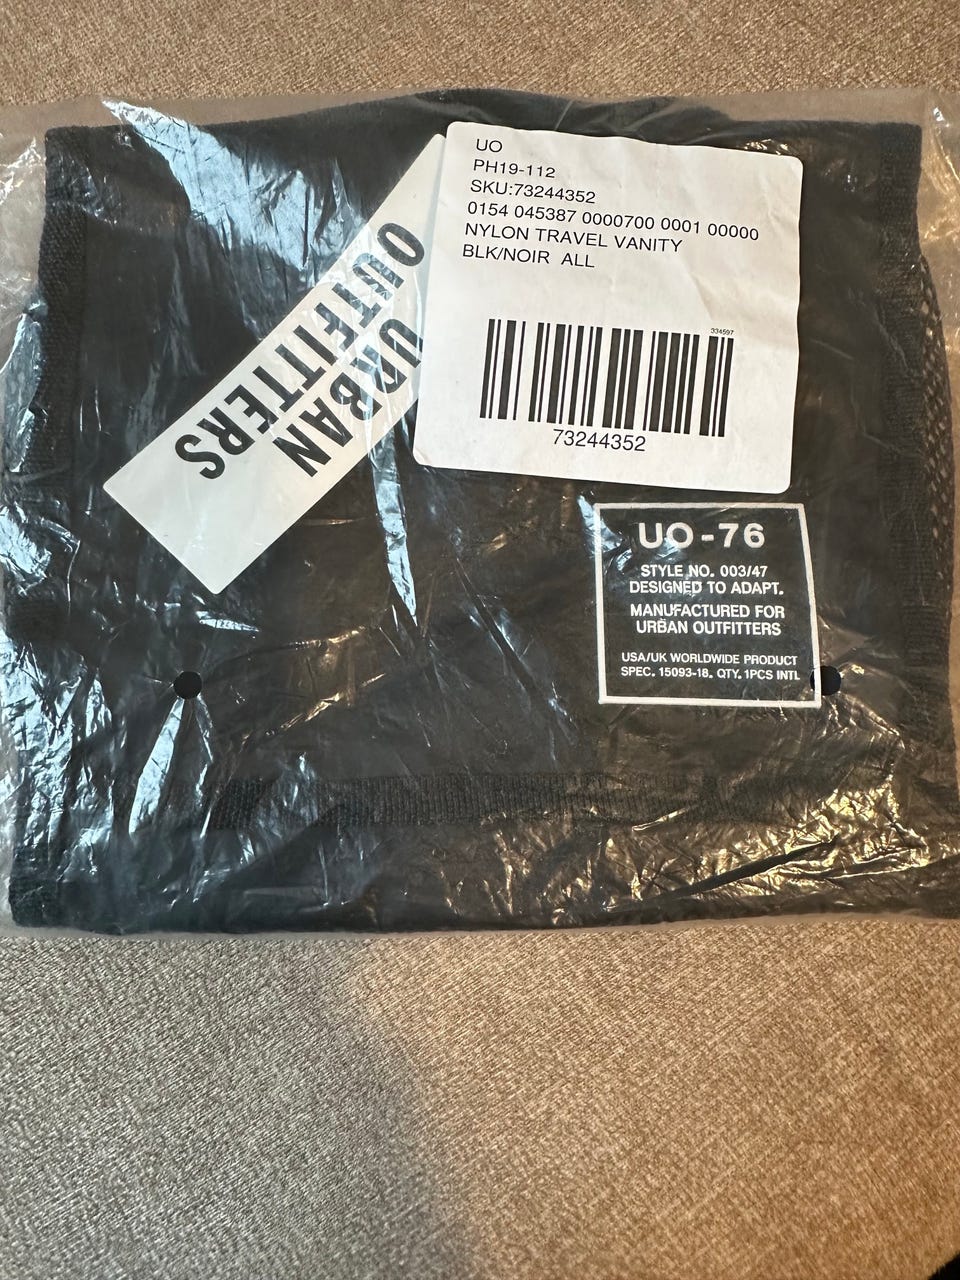 UO
PH19-112
SKU:73244352
0154 045387 0000700 0001 00000
NYLON TRAVEL VANITY
BLK/NOIR ALL
334597
73244352
URBAN
OUTFITTERS
UO-76
STYLE NO. 003/47
DESIGNED TO ADAPT.
MANUFACTURED FOR
URBAN OUTFITTERS
USA/UK WORLDWIDE PRODUCT
SPEC. 15093-18. QTY. 1PCS INTL